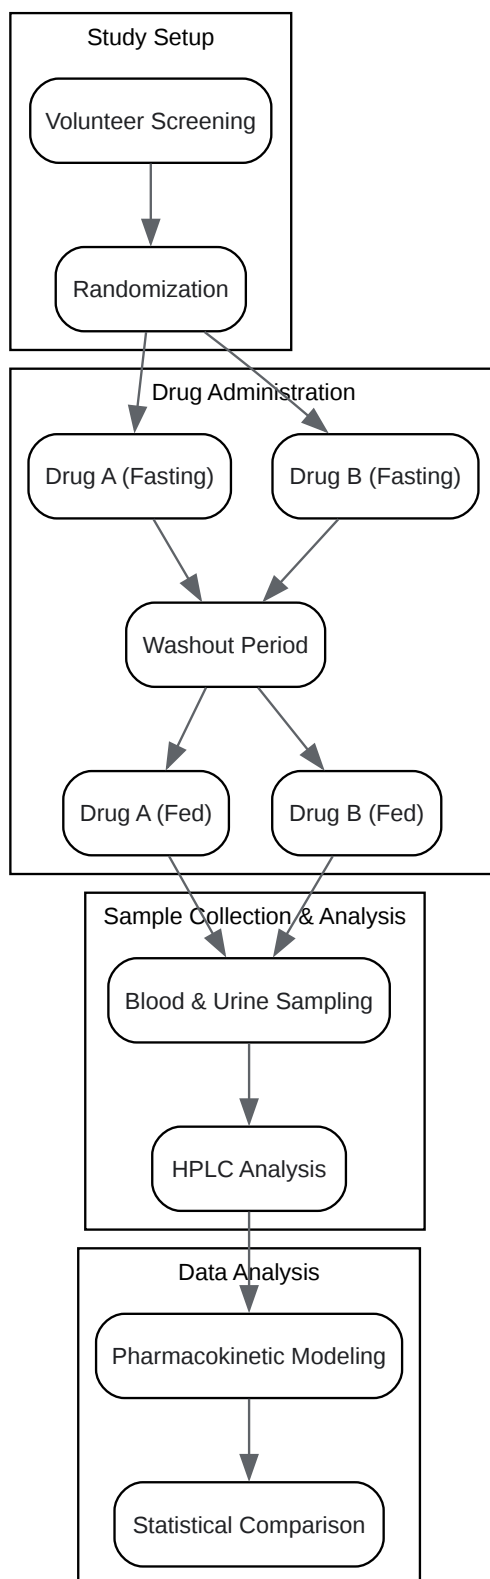 Study Setup
Volunteer Screening
Randomization
Drug Administration
Drug A (Fasting)
Drug B (Fasting)
Washout Period
Drug A (Fed)
Drug B (Fed)
Sample Collection & Analysis
Blood & Urine Sampling
HPLC Analysis
Data Analysis
Pharmacokinetic Modeling
Statistical Comparison